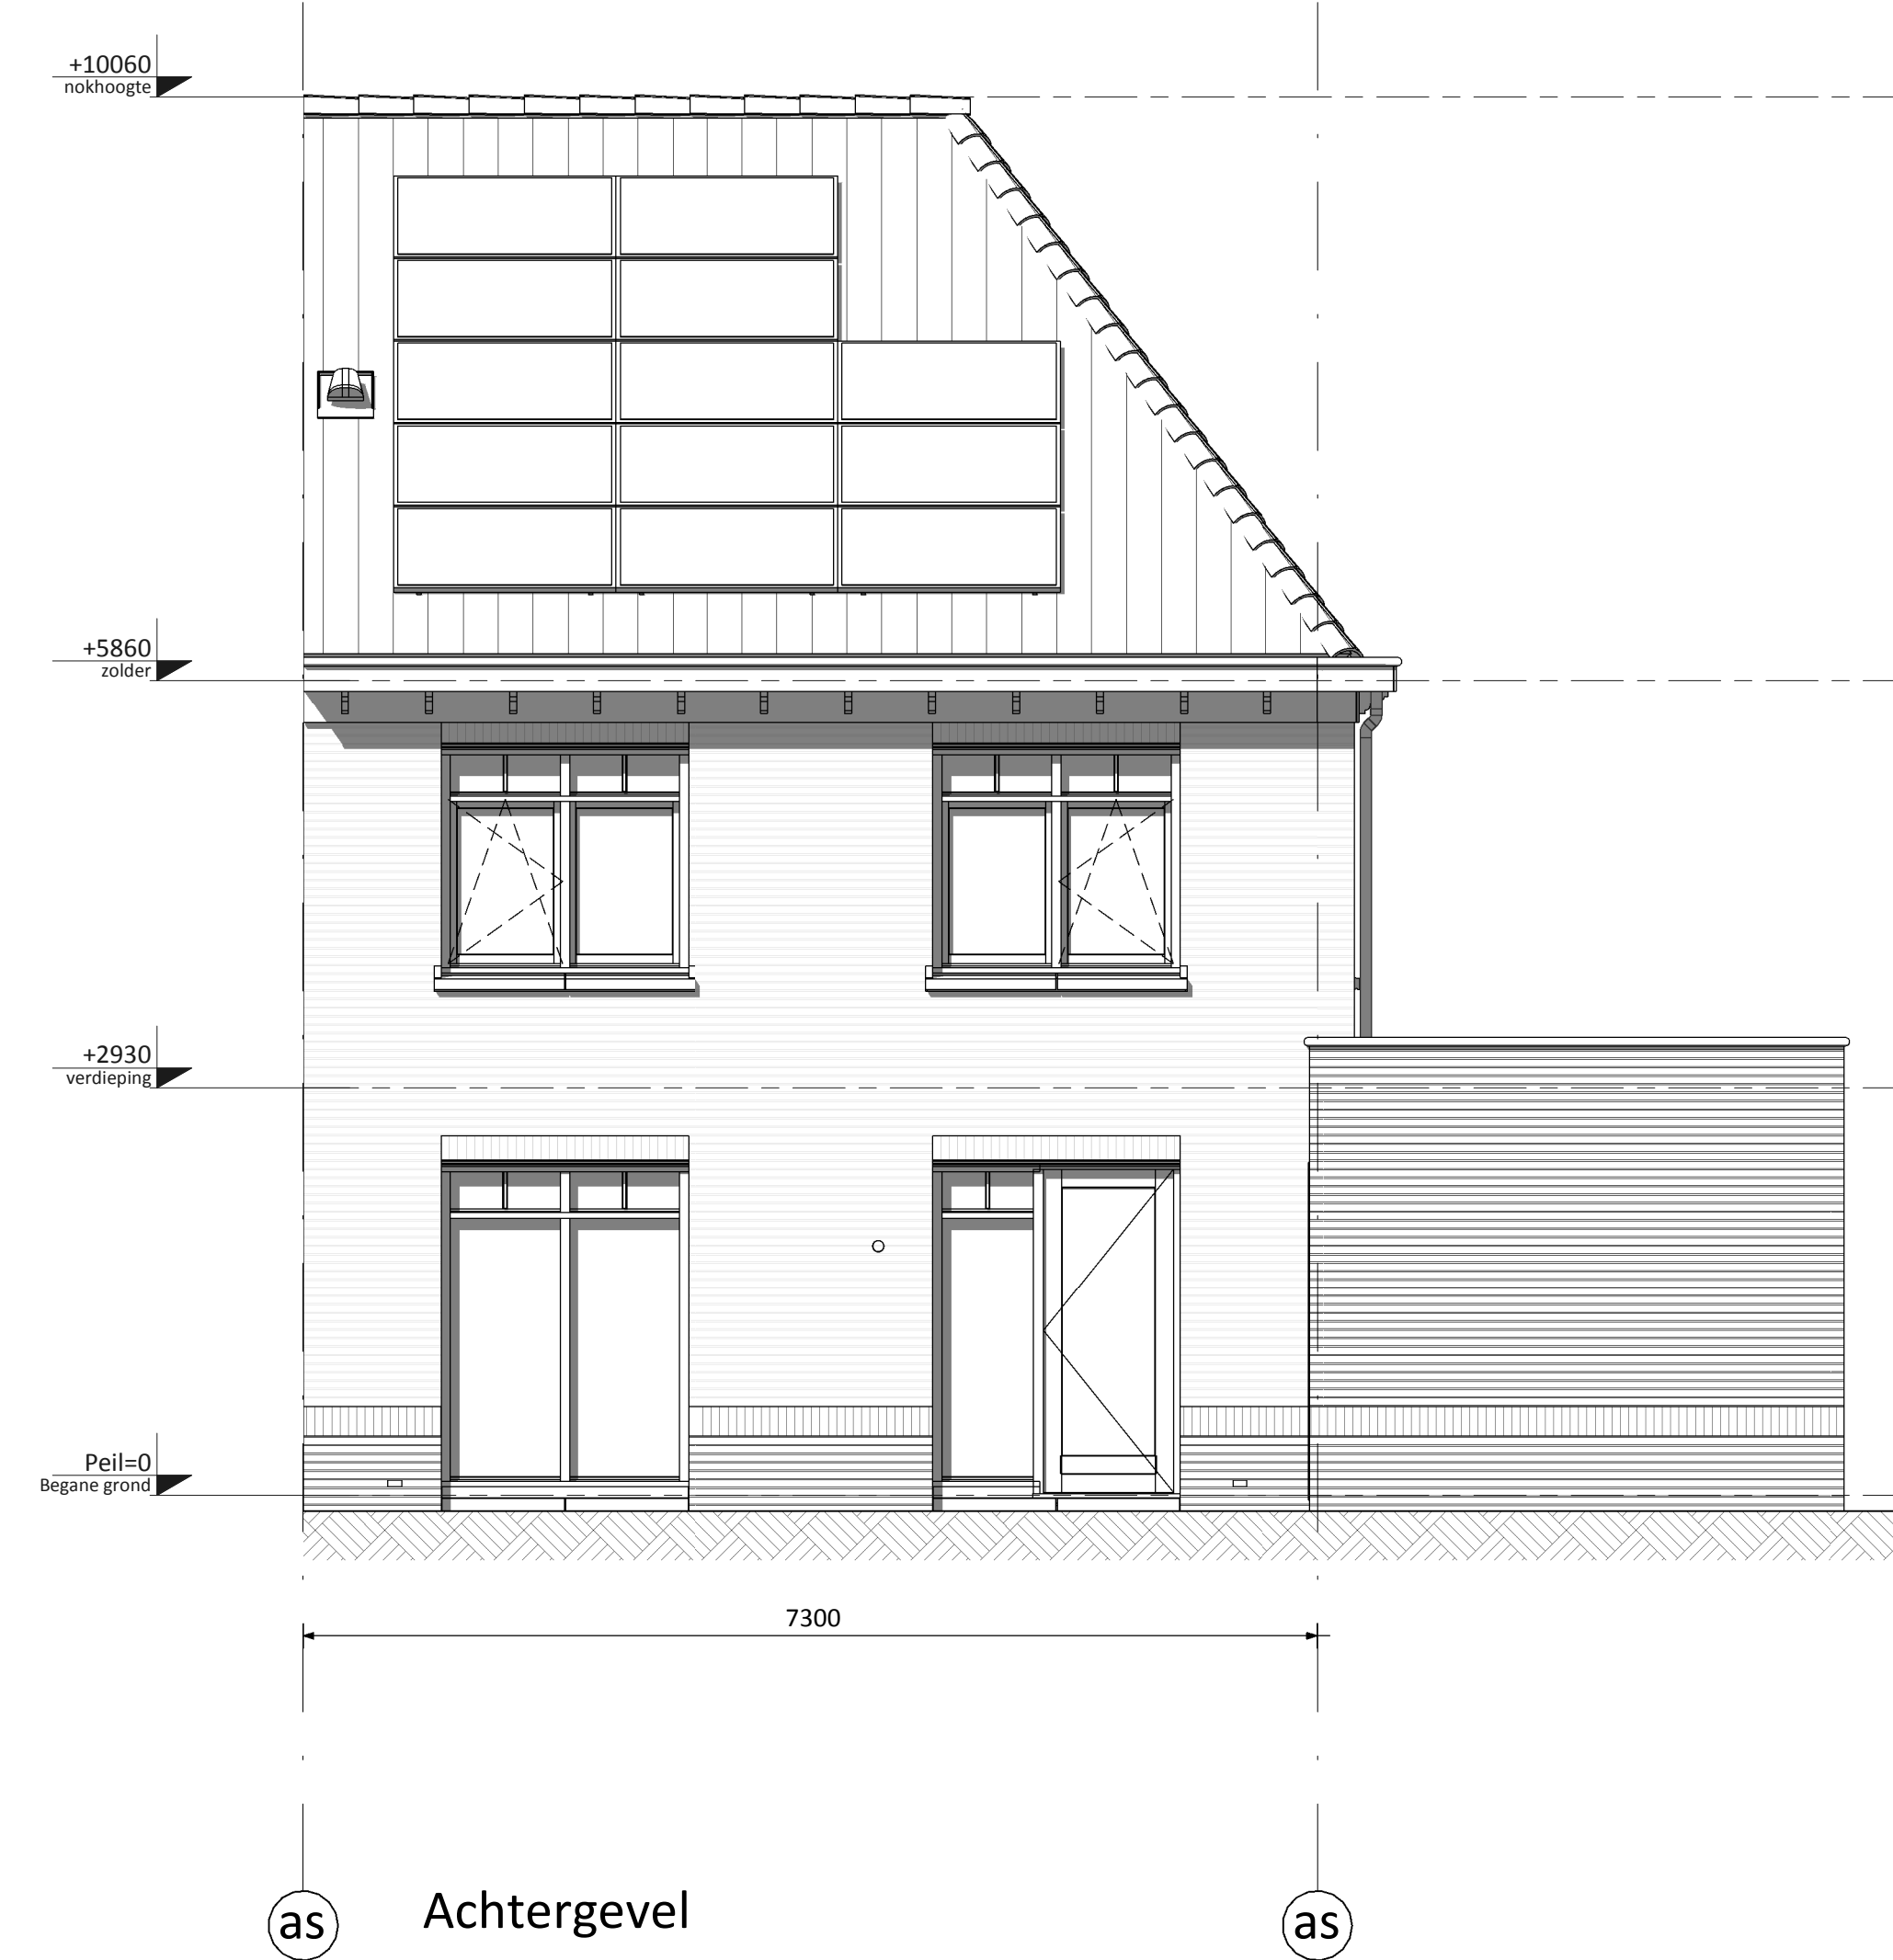 +10060
nokhoogte
+5860
zolder
+2930
verdieping
Peil=0
Begane grond
7300
as
Achtergevel
as